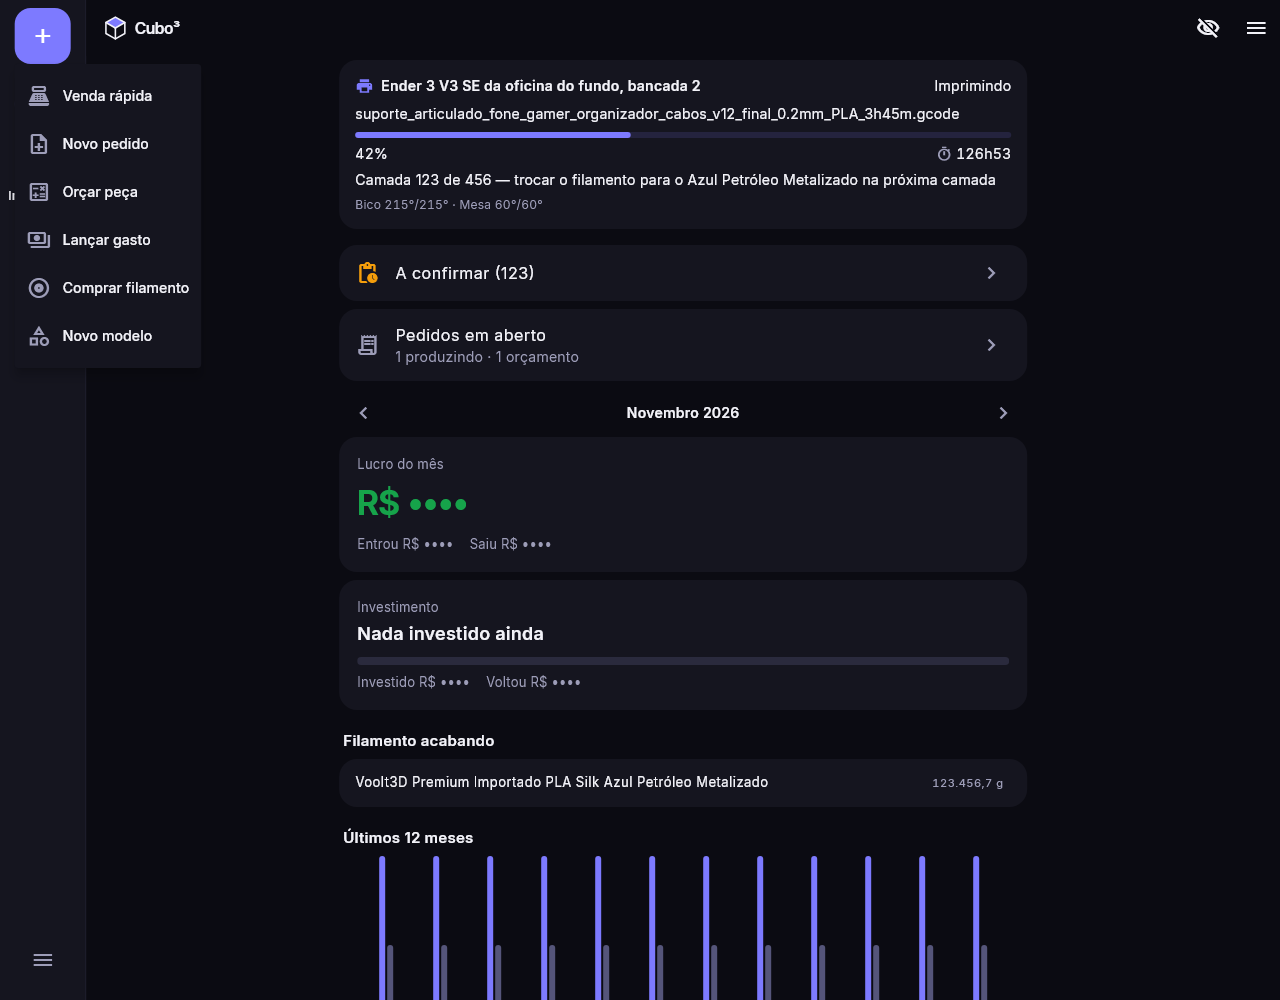 Cubo³
Venda rápida
Novo pedido
Orçar peça
Lançar gasto
Comprar filamento
Novo modelo
Ender 3 V3 SE da oficina do fundo, bancada 2
Imprimindo
suporte_articulado_fone_gamer_organizador_cabos_v12_final_0.2mm_PLA_3h45m.gcode
42%
126h53
Camada 123 de 456 — trocar o filamento para o Azul Petróleo Metalizado na próxima camada
Bico 215°/215° · Mesa 60°/60°
A confirmar (123)
Pedidos em aberto
1 produzindo · 1 orçamento
Novembro 2026
Lucro do mês
R$ ••••
Entrou R$ •••• Saiu R$ ••••
Investimento
Nada investido ainda
Investido R$ •••• Voltou R$ ••••
Filamento acabando
Voolt3D Premium Importado PLA Silk Azul Petróleo Metalizado
123.456,7 g
Últimos 12 meses